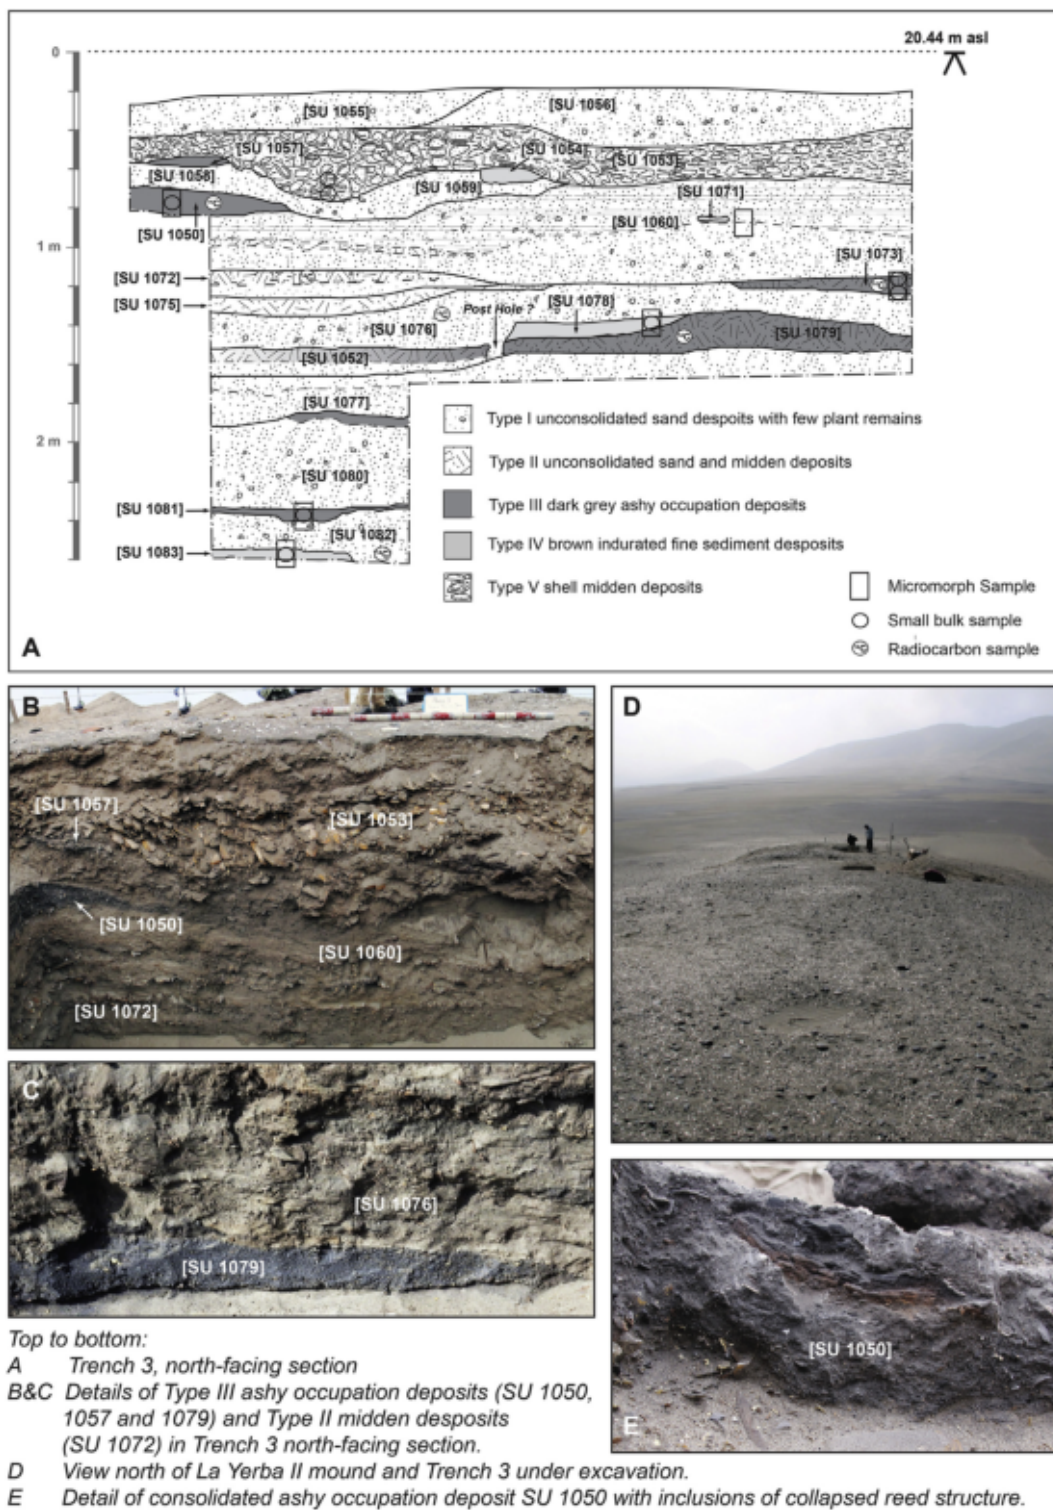 20.44 m asl
0
[SU 1055]
[SU 1056]
[SU 1057]
[SU 1054]
[SU 1053]
[SU 1058]
[SU 1059]
[SU 1071]
[SU 1050]
[SU 1060]
1 m
[SU 1073]
[SU 1072]
[SU 1075]
Post Hole ?
[SU 1078]
[SU 1076]
[SU 1079]
[SU 1052]
[SU 1077]
2 m
[SU 1080]
[SU 1081]
[SU 1082]
[SU 1083]
Type I unconsolidated sand despoits with few plant remains
Type II unconsolidated sand and midden deposits
Type III dark grey ashy occupation deposits
Type IV brown indurated fine sediment desposits
Type V shell midden deposits
Micromorph Sample
Small bulk sample
Radiocarbon sample
A
B
[SU 1057]
[SU 1053]
[SU 1050]
[SU 1060]
[SU 1072]
C
[SU 1076]
[SU 1079]
D
[SU 1050]
E
Top to bottom:
A Trench 3, north-facing section
B&C Details of Type III ashy occupation deposits (SU 1050,
1057 and 1079) and Type II midden desposits
(SU 1072) in Trench 3 north-facing section.
D View north of La Yerba II mound and Trench 3 under excavation.
E Detail of consolidated ashy occupation deposit SU 1050 with inclusions of collapsed reed structure.